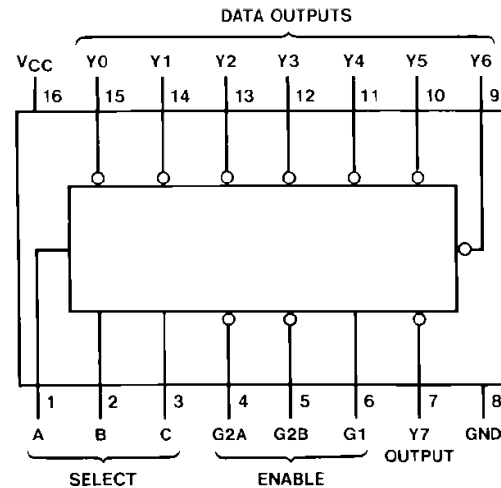 DATA OUTPUTS
VCC Y0 Y1 Y2 Y3 Y4 Y5 Y6
16 15 14 13 12 11 10 9
1 2 3 4 5 6 7 8
A B C G2A G2B G1 Y7 GND
OUTPUT
SELECT ENABLE